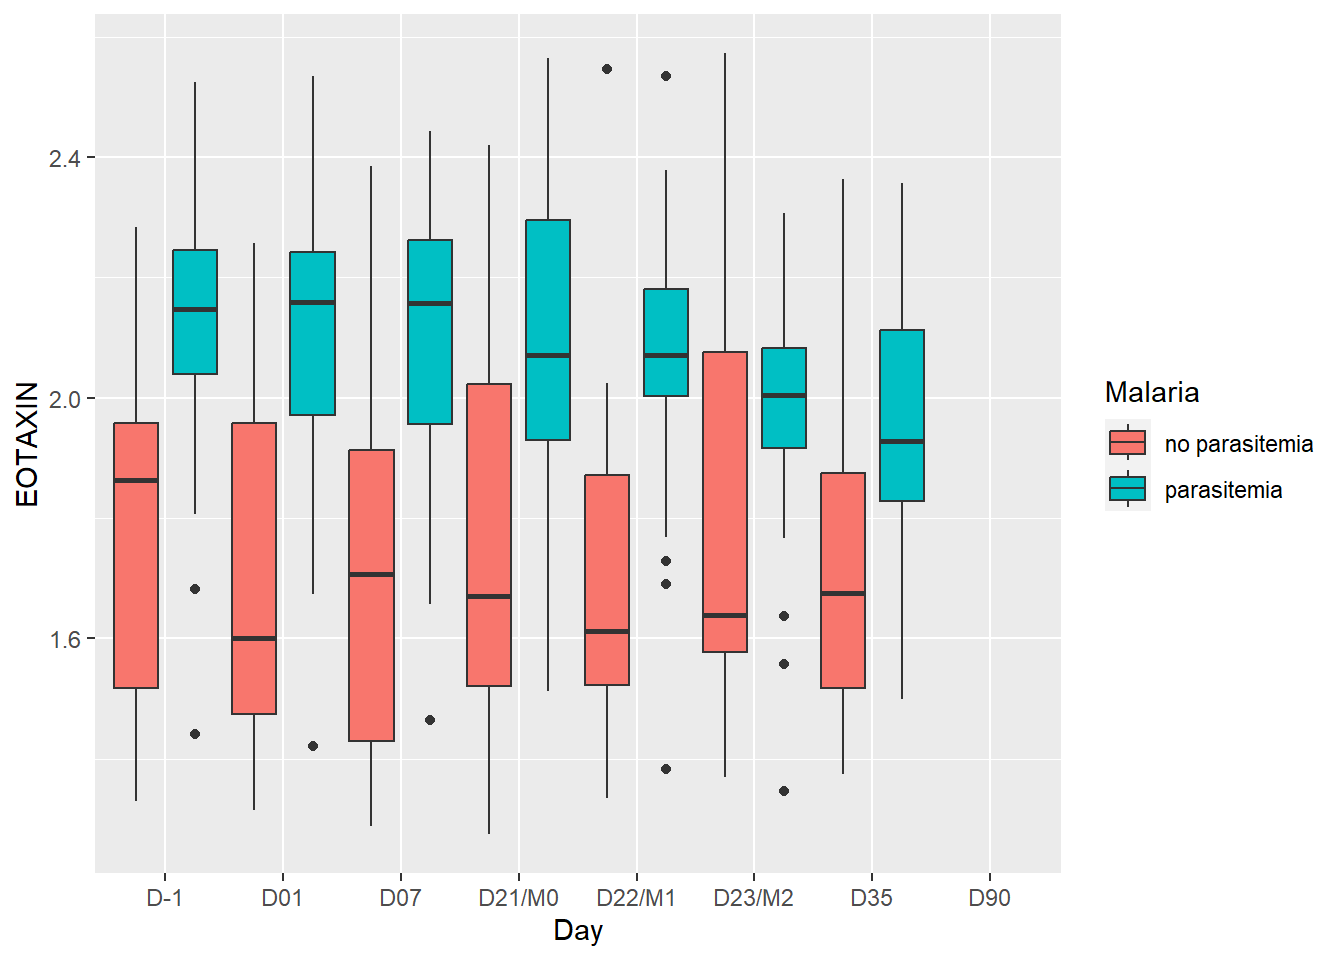 EOTAXIN
2.4
2.0
1.6
D-1 D01 D07 D21/M0 D22/M1 D23/M2 D35 D90
Day
Malaria
no parasitemia
parasitemia